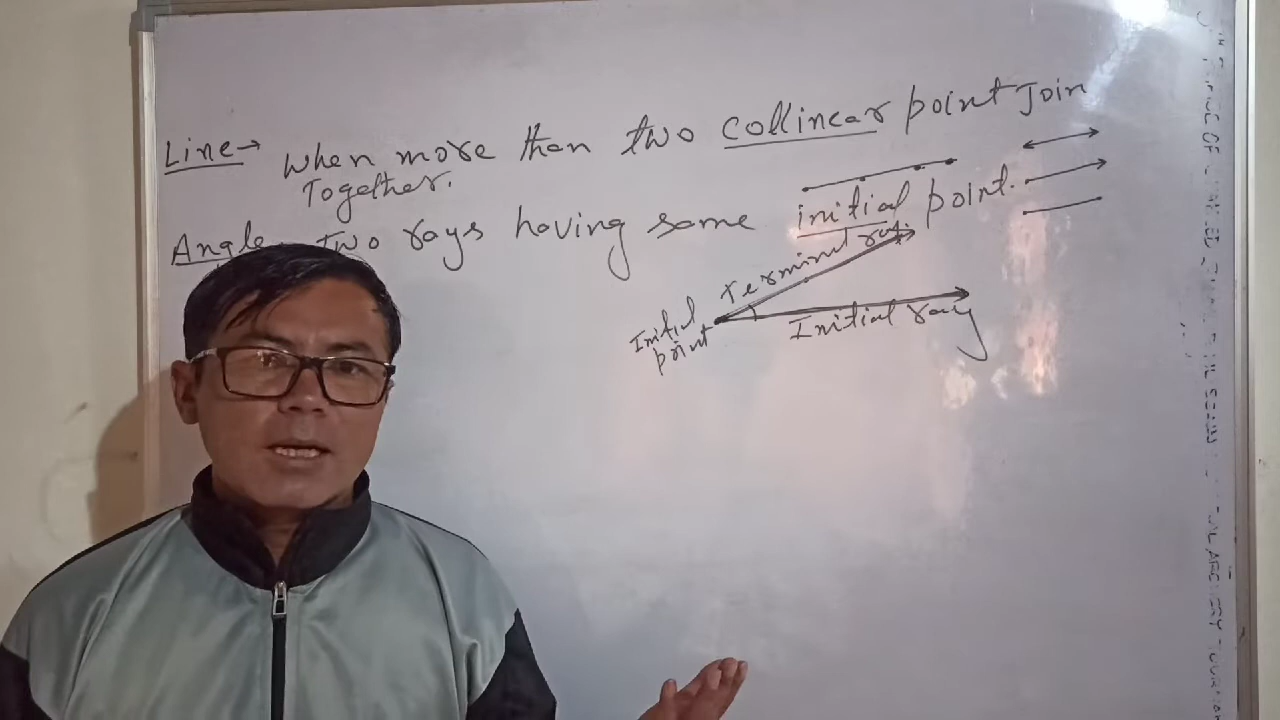 Line → When more than two collinear point Join
Together.
Angle two rays having same initial point.
Terminal ray
Initial
point
Initial ray